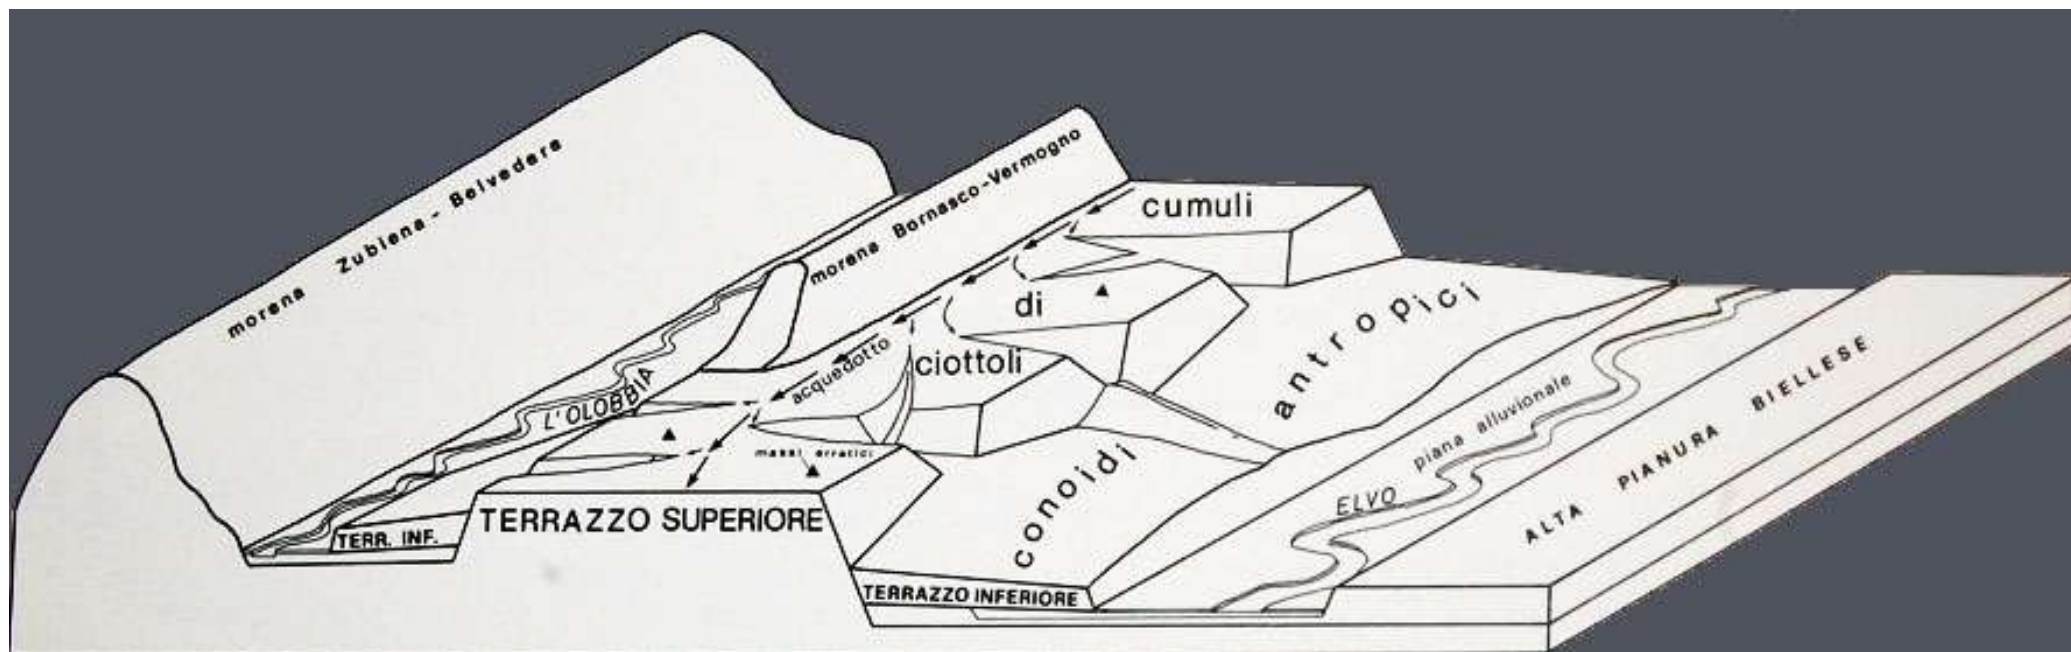 morena Zubiena - Belvedere
morena Bornasco-Vermogno
cumuli
di
ciottoli
acquedotto
L'OLOBBIA
massi erratici
antropici
conoidi
piana alluvionale
ELVO
ALTA PIANURA BIELLESE
TERR. INF.
TERRAZZO SUPERIORE
TERRAZZO INFERIORE